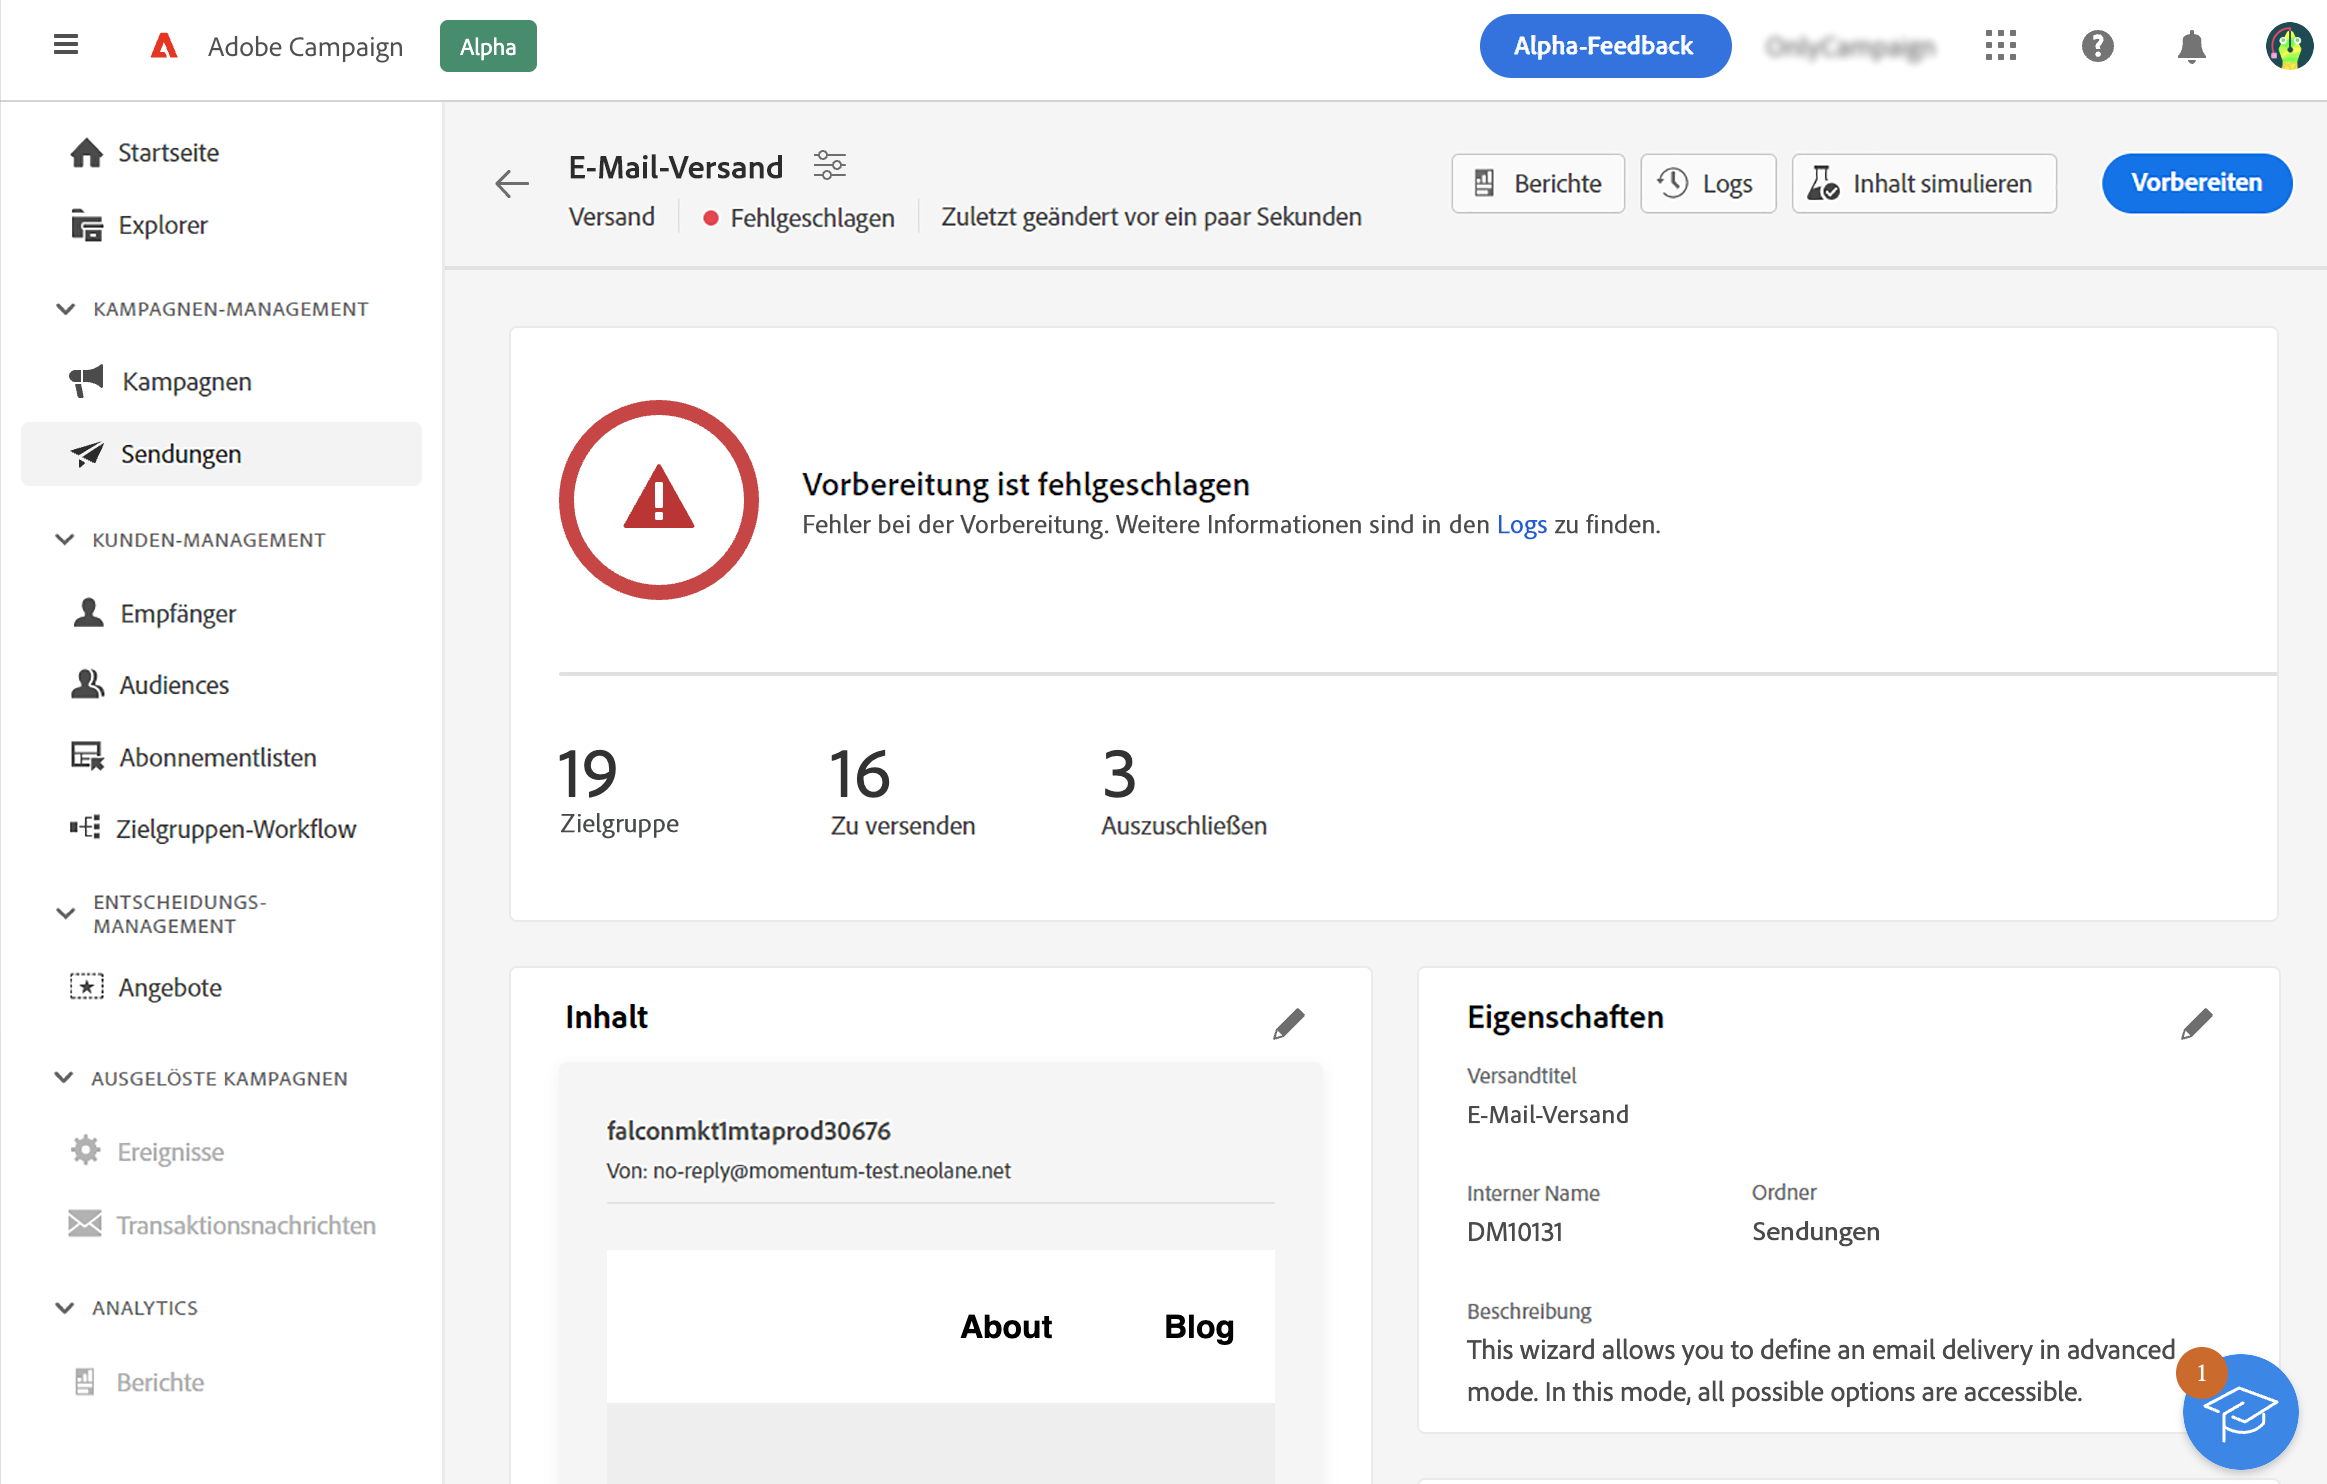 Adobe Campaign
Alpha
Alpha-Feedback
Startseite
Explorer
KAMPAGNEN-MANAGEMENT
Kampagnen
Sendungen
KUNDEN-MANAGEMENT
Empfänger
Audiences
Abonnementlisten
Zielgruppen-Workflow
ENTSCHEIDUNGS-
MANAGEMENT
Angebote
AUSGELÖSTE KAMPAGNEN
Ereignisse
Transaktionsnachrichten
ANALYTICS
Berichte
E-Mail-Versand
Versand
Fehlgeschlagen
Zuletzt geändert vor ein paar Sekunden
Berichte
Logs
Inhalt simulieren
Vorbereiten
Vorbereitung ist fehlgeschlagen
Fehler bei der Vorbereitung. Weitere Informationen sind in den Logs zu finden.
19
Zielgruppe
16
Zu versenden
3
Auszuschließen
Inhalt
falconmkt1mtaprod30676
Von: no-reply@momentum-test.neolane.net
About
Blog
Eigenschaften
Versandtitel
E-Mail-Versand
Interner Name
DM10131
Ordner
Sendungen
Beschreibung
This wizard allows you to define an email delivery in advanced
mode. In this mode, all possible options are accessible.
1